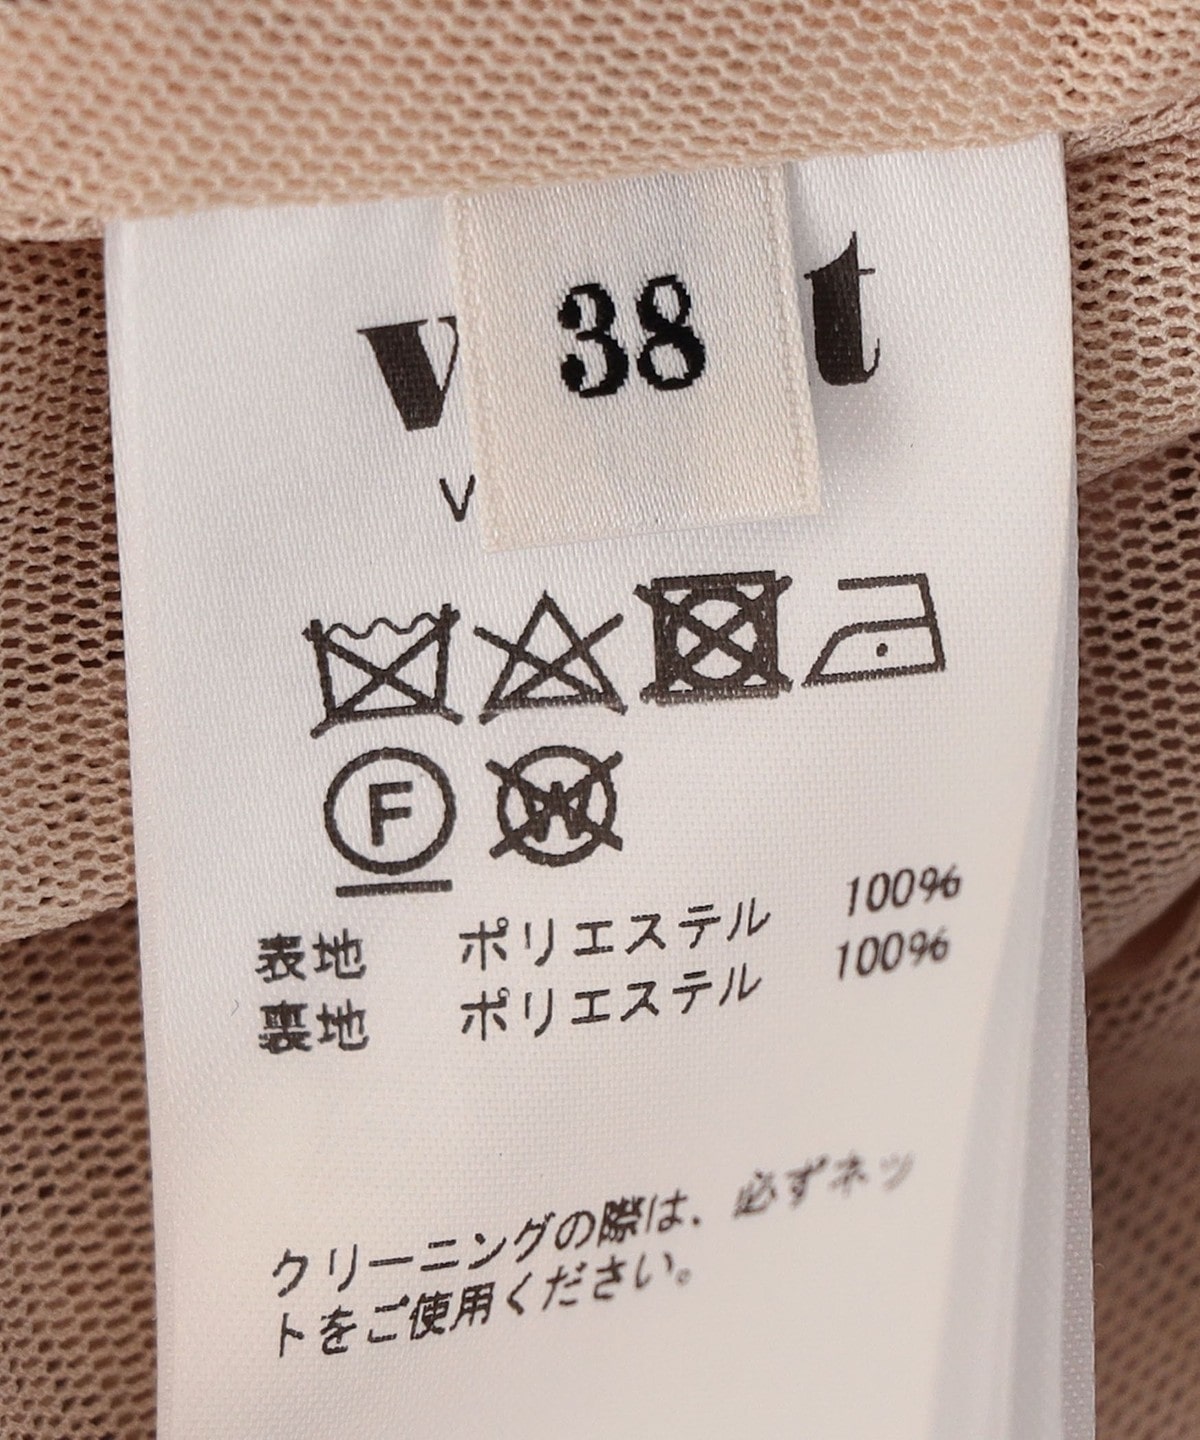 38
v t
V
F
W
表地 ポリエステル 100%
裏地 ポリエステル 100%
クリーニングの際は、必ずネッ
トをご使用ください。